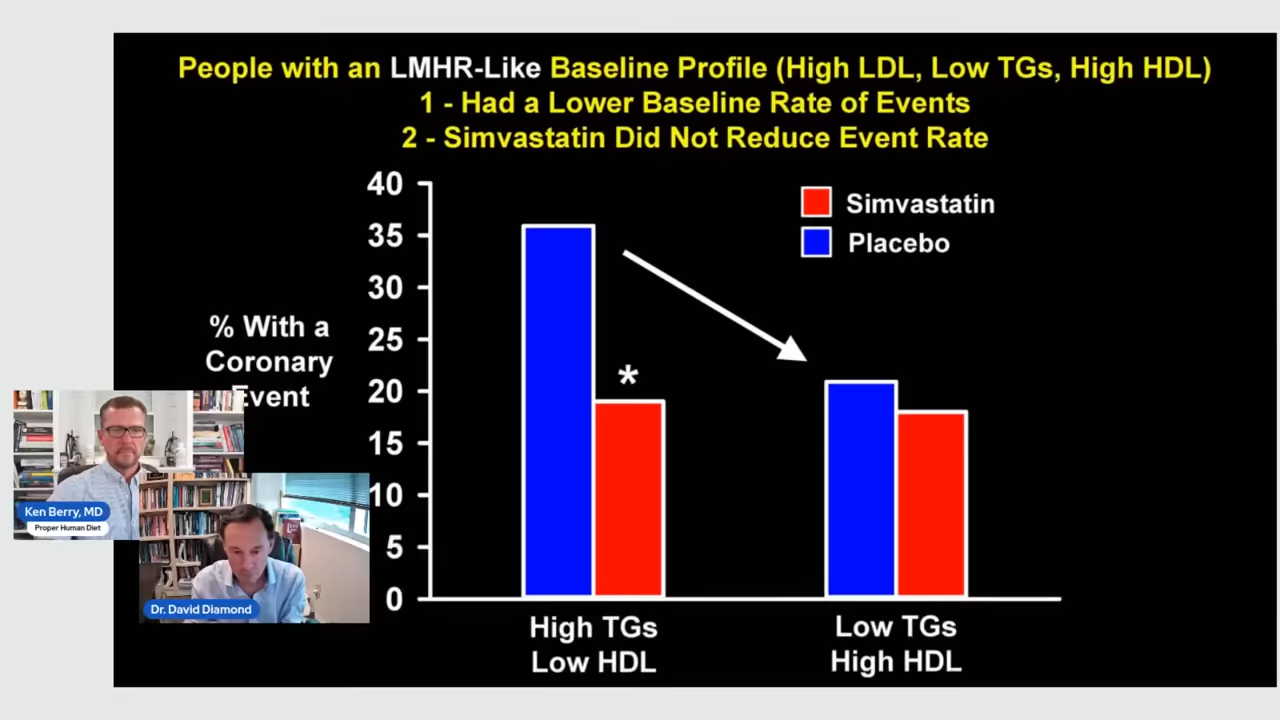 People with an LMHR-Like Baseline Profile (High LDL, Low TGs, High HDL)
1 - Had a Lower Baseline Rate of Events
2 - Simvastatin Did Not Reduce Event Rate
40
35
30
25
20
15
10
5
0
% With a
Coronary
Event
Simvastatin
Placebo
*
High TGs
Low HDL
Low TGs
High HDL
Ken Berry, MD
Proper Human Diet
Dr. David Diamond